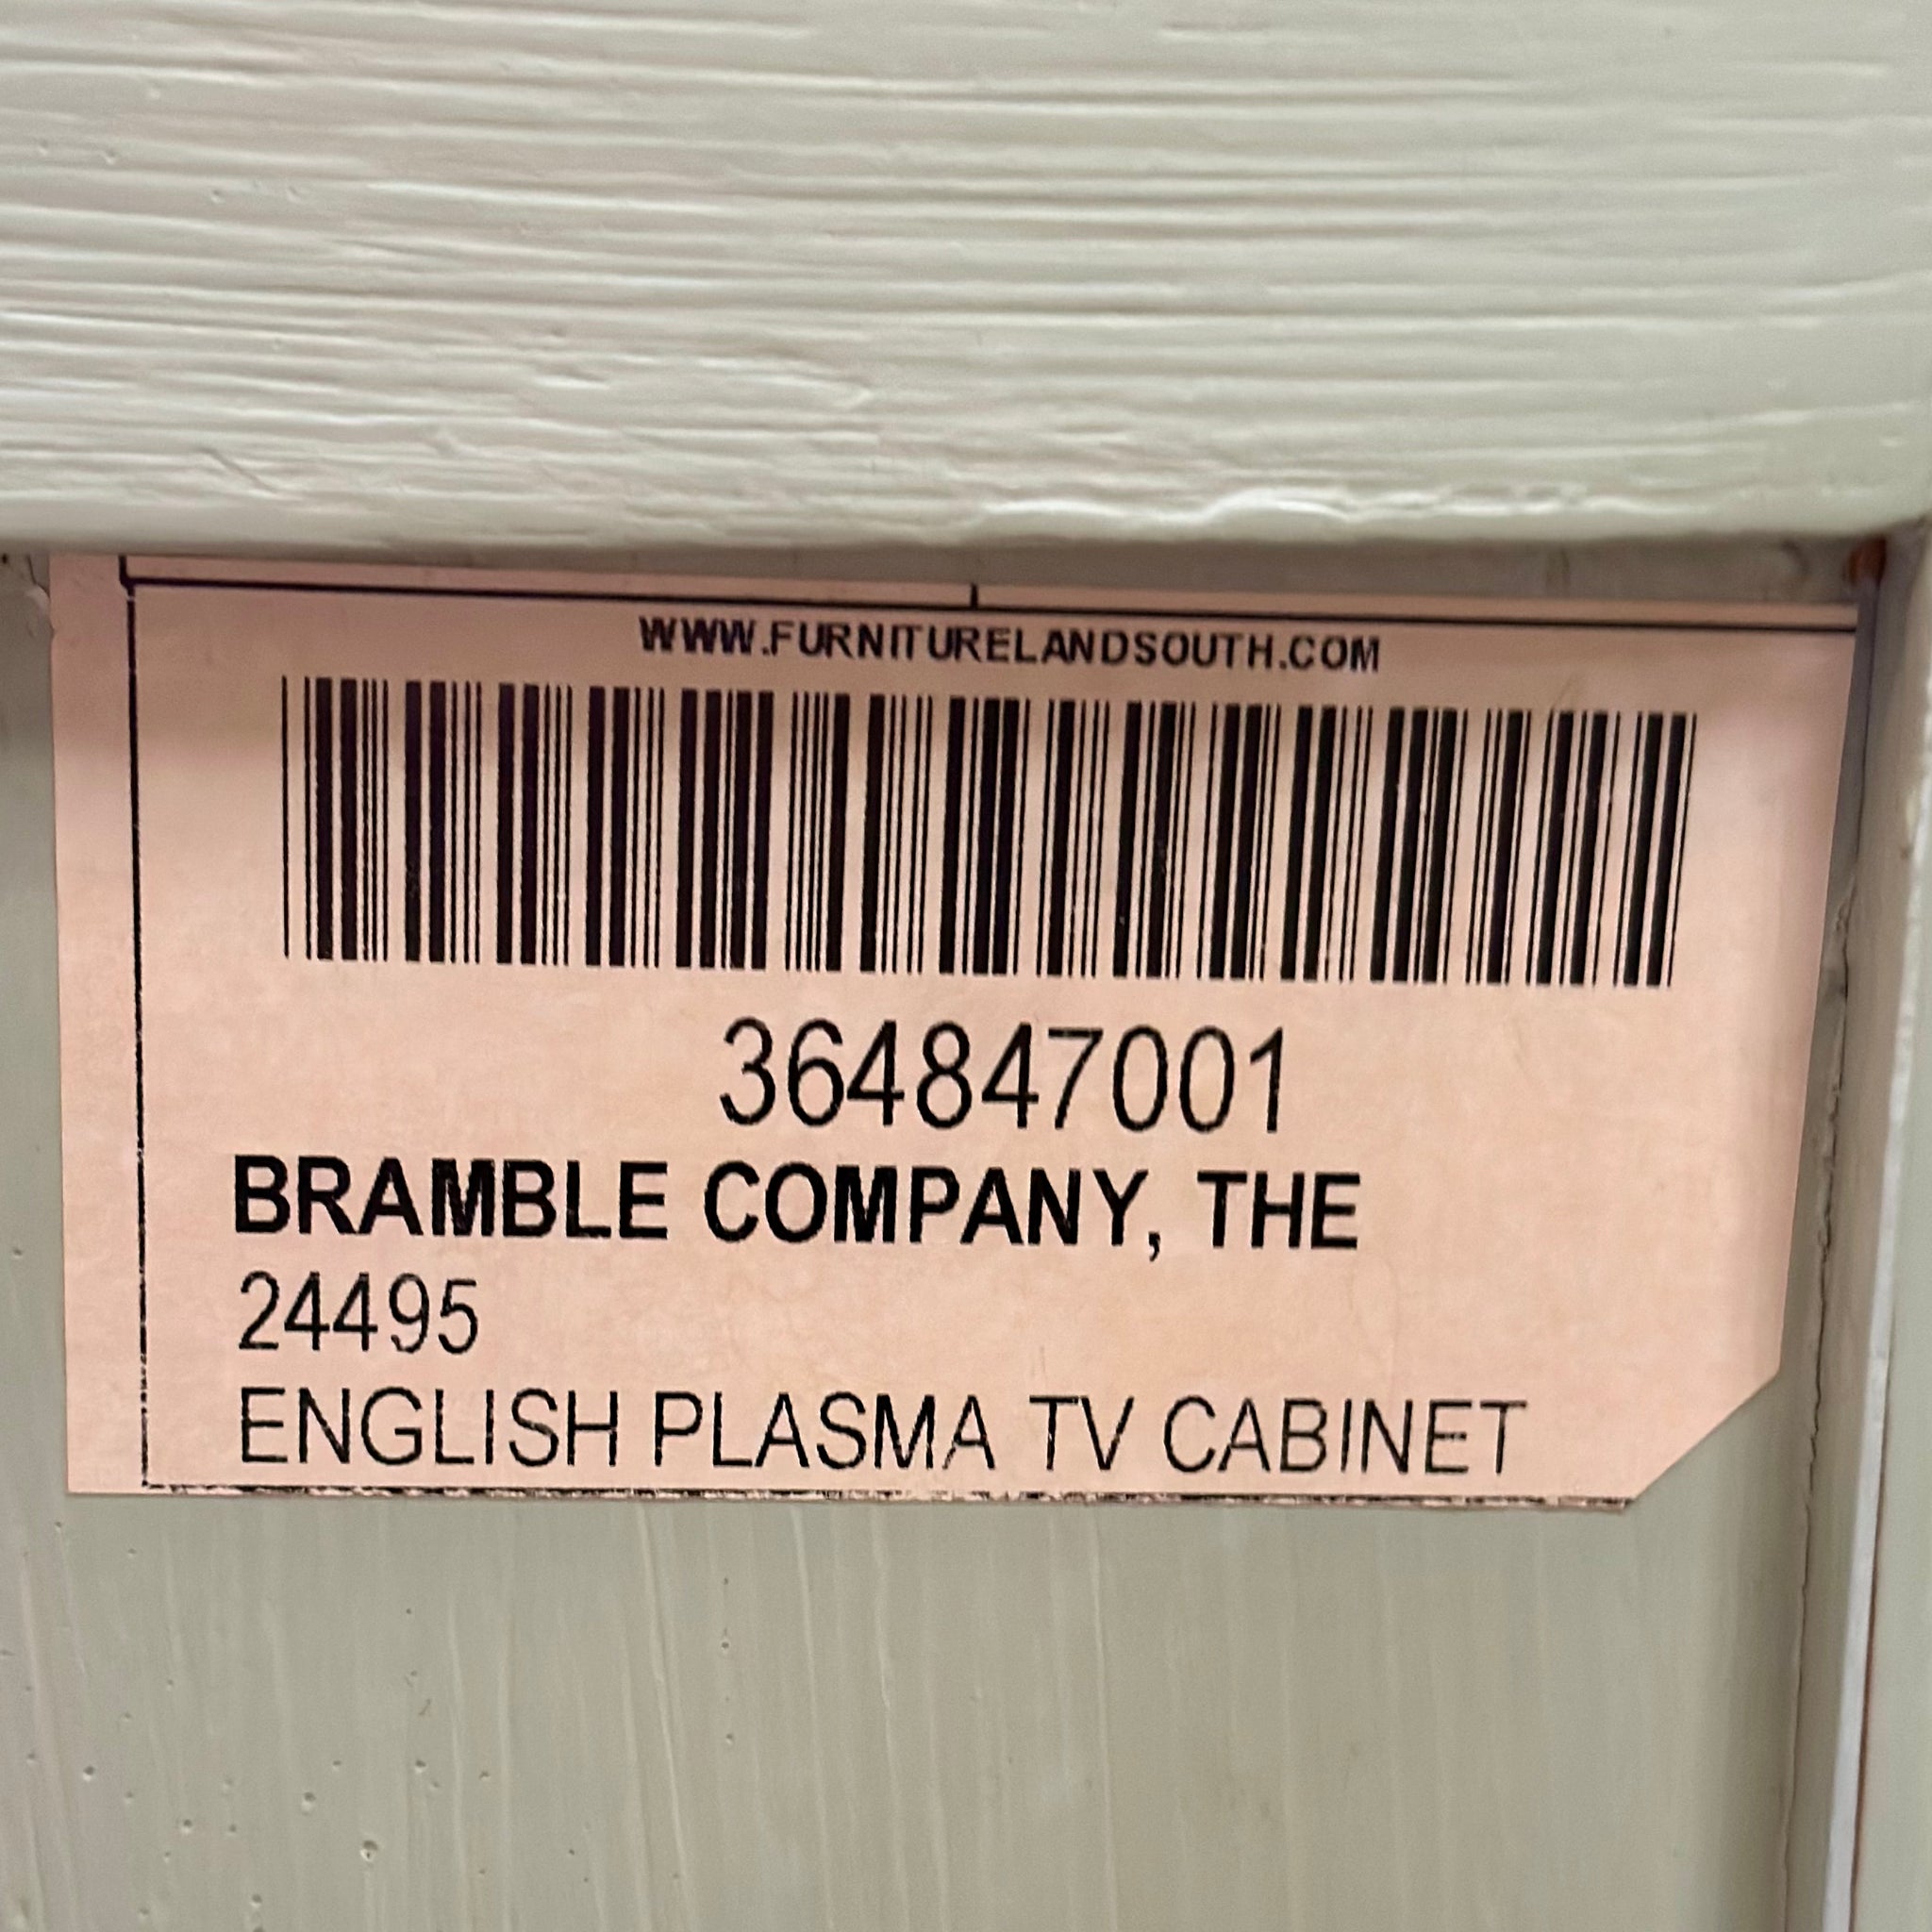 WWW.FURNITURELANDSOUTH.COM
364847001
BRAMBLE COMPANY, THE
24495
ENGLISH PLASMA TV CABINET